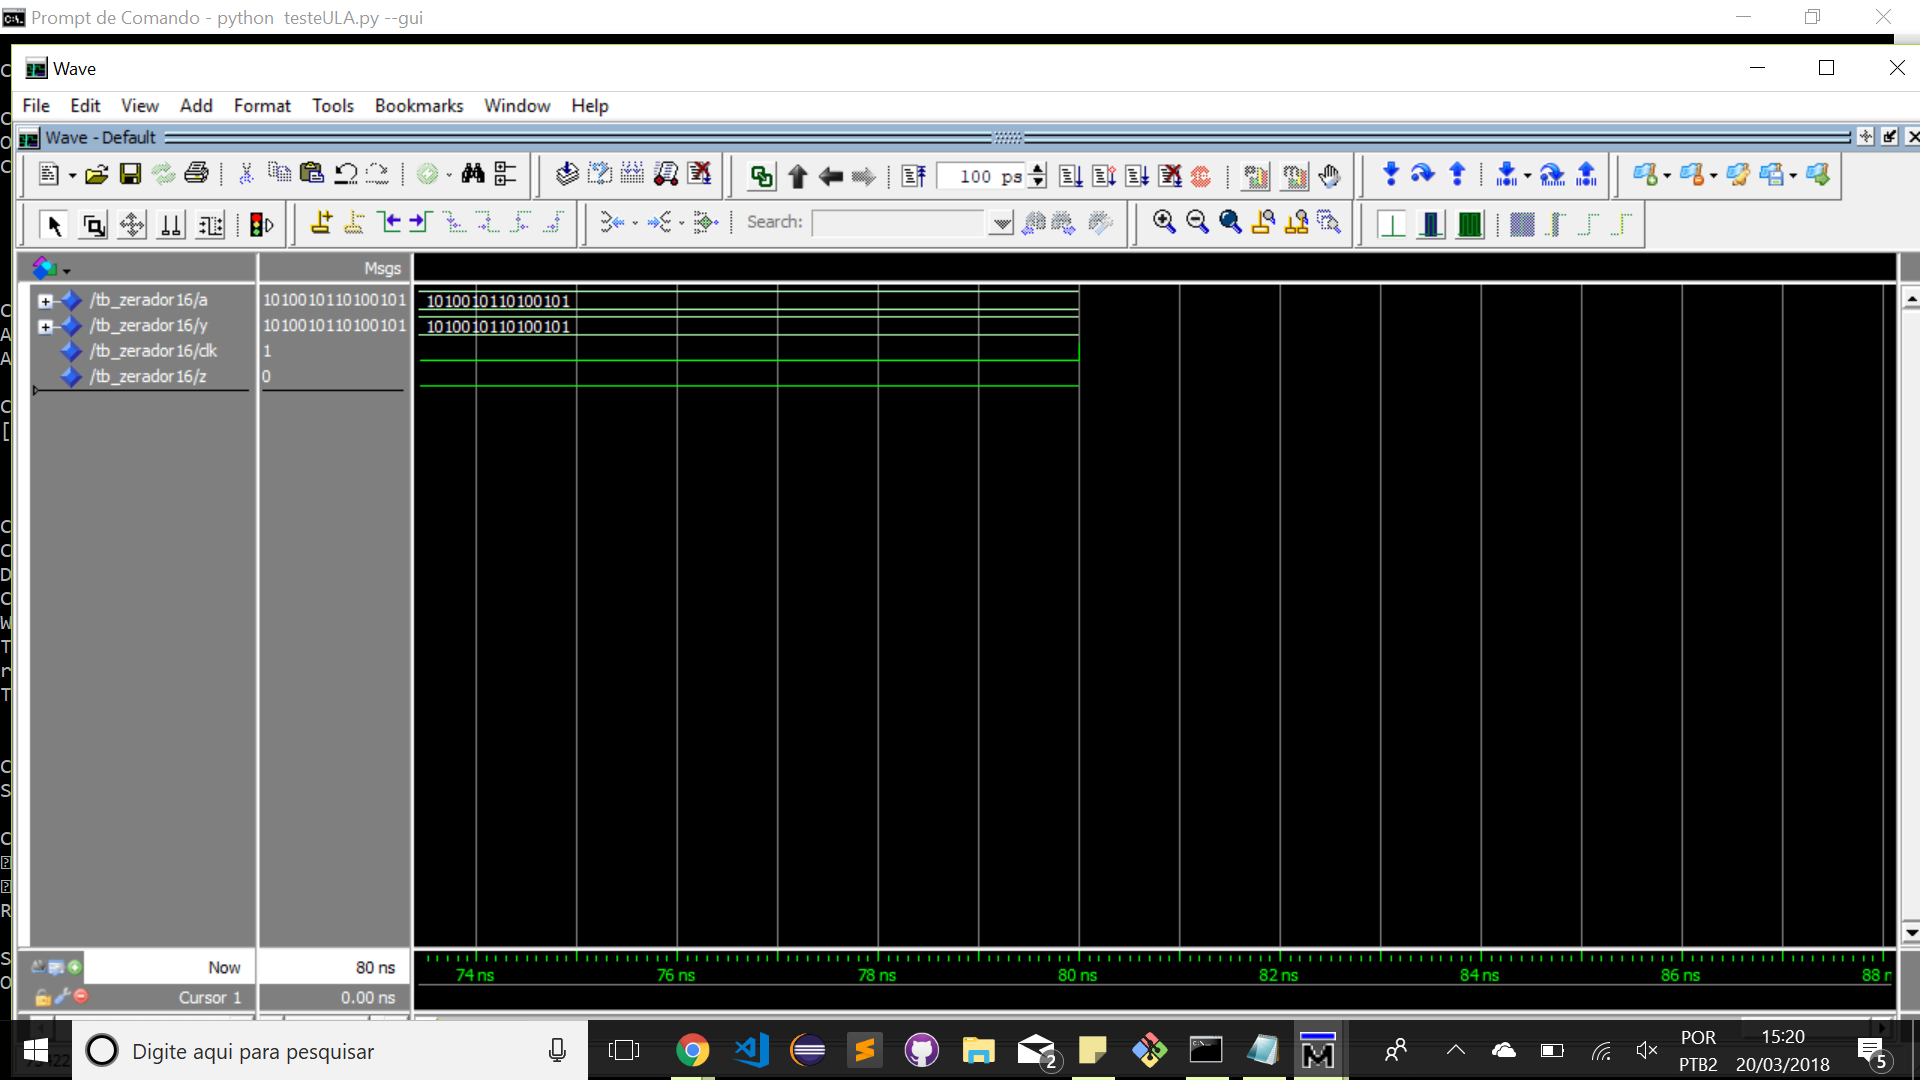 Prompt de Comando - python testeULA.py --gui
Wave
File Edit View Add Format Tools Bookmarks Window Help
Wave - Default
100 ps
Search:
Msgs
/tb_zerador16/a 1010010110100101 1010010110100101
/tb_zerador16/y 1010010110100101 1010010110100101
/tb_zerador16/clk 1
/tb_zerador16/z 0
Now 80 ns
74 ns 76 ns 78 ns 80 ns 82 ns 84 ns 86 ns 88 n
Cursor 1 0.00 ns
Digite aqui para pesquisar
2
POR
PTB2
15:20
20/03/2018
5